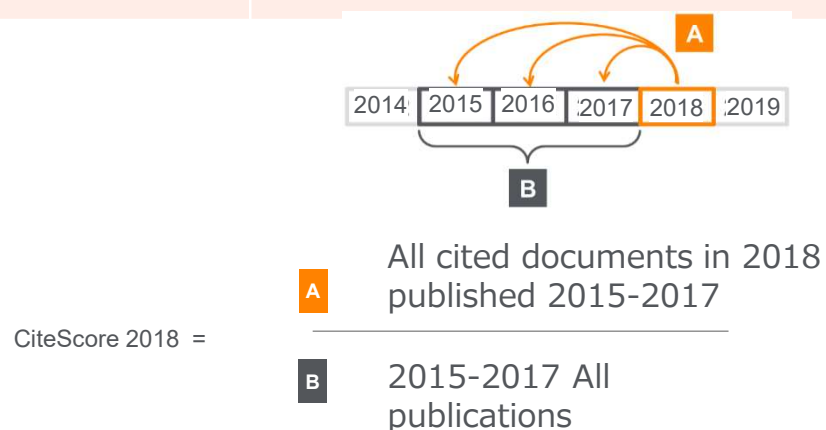 A
2014 2015 2016 2017 2018 2019
B
A All cited documents in 2018
published 2015-2017
CiteScore 2018 =
B 2015-2017 All
publications